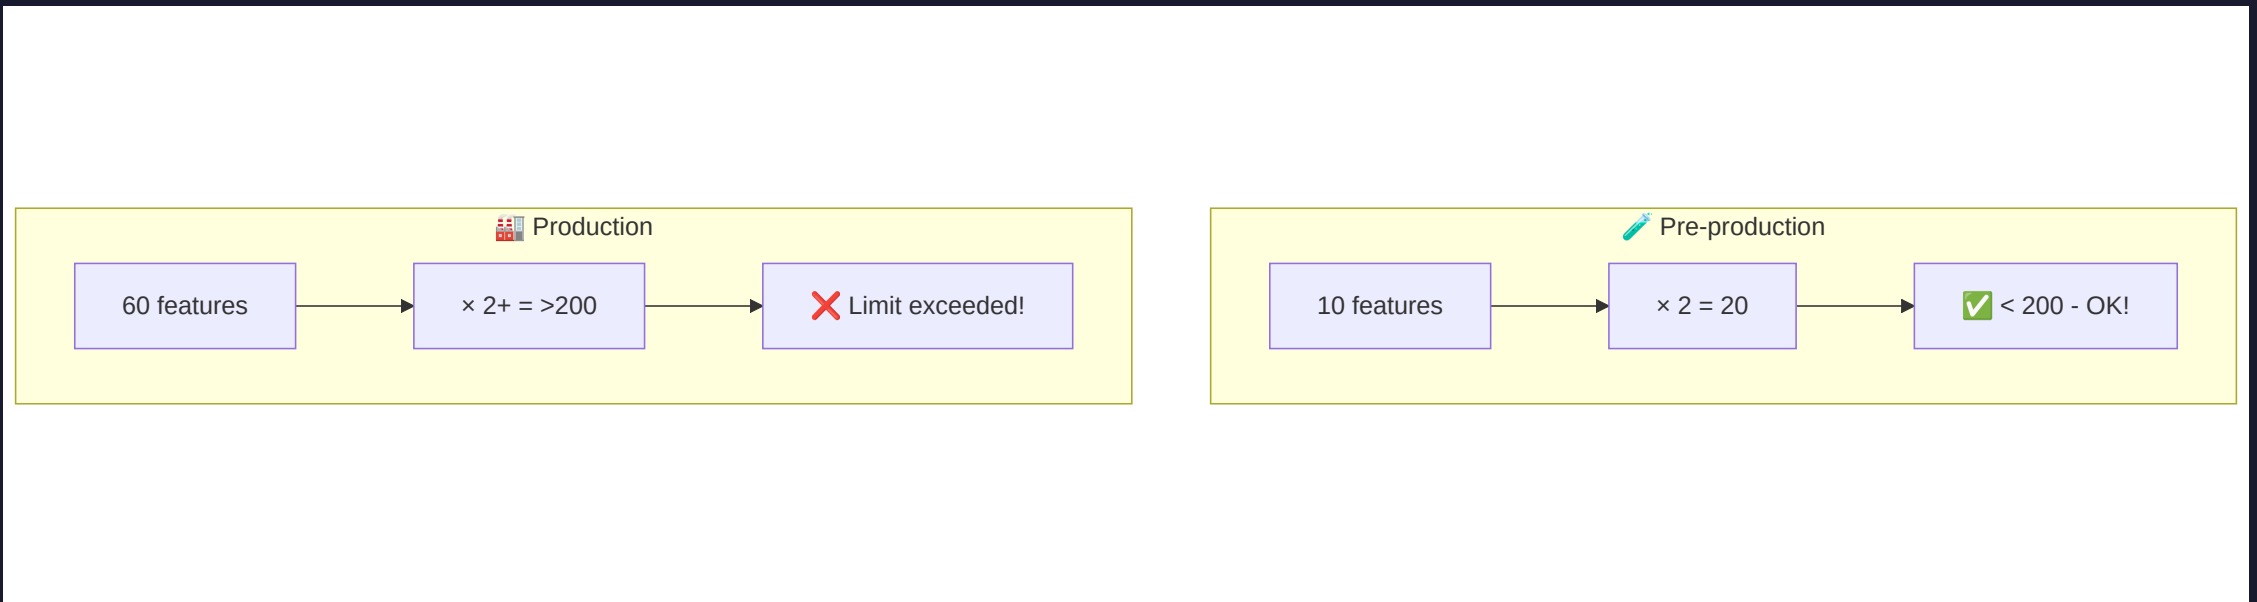 🏭 Production
60 features
× 2+ = >200
❌ Limit exceeded!
🧪 Pre-production
10 features
× 2 = 20
✅ < 200 - OK!